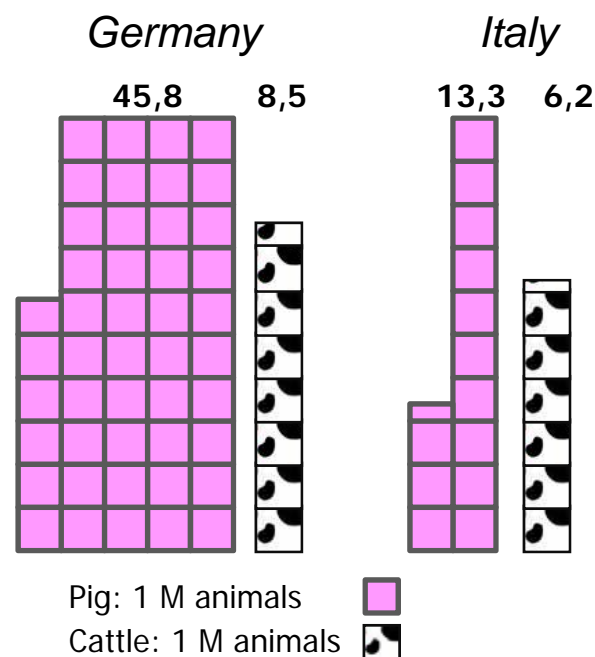 Germany Italy
45,8 8,5 13,3 6,2
Pig: 1 M animals
Cattle: 1 M animals